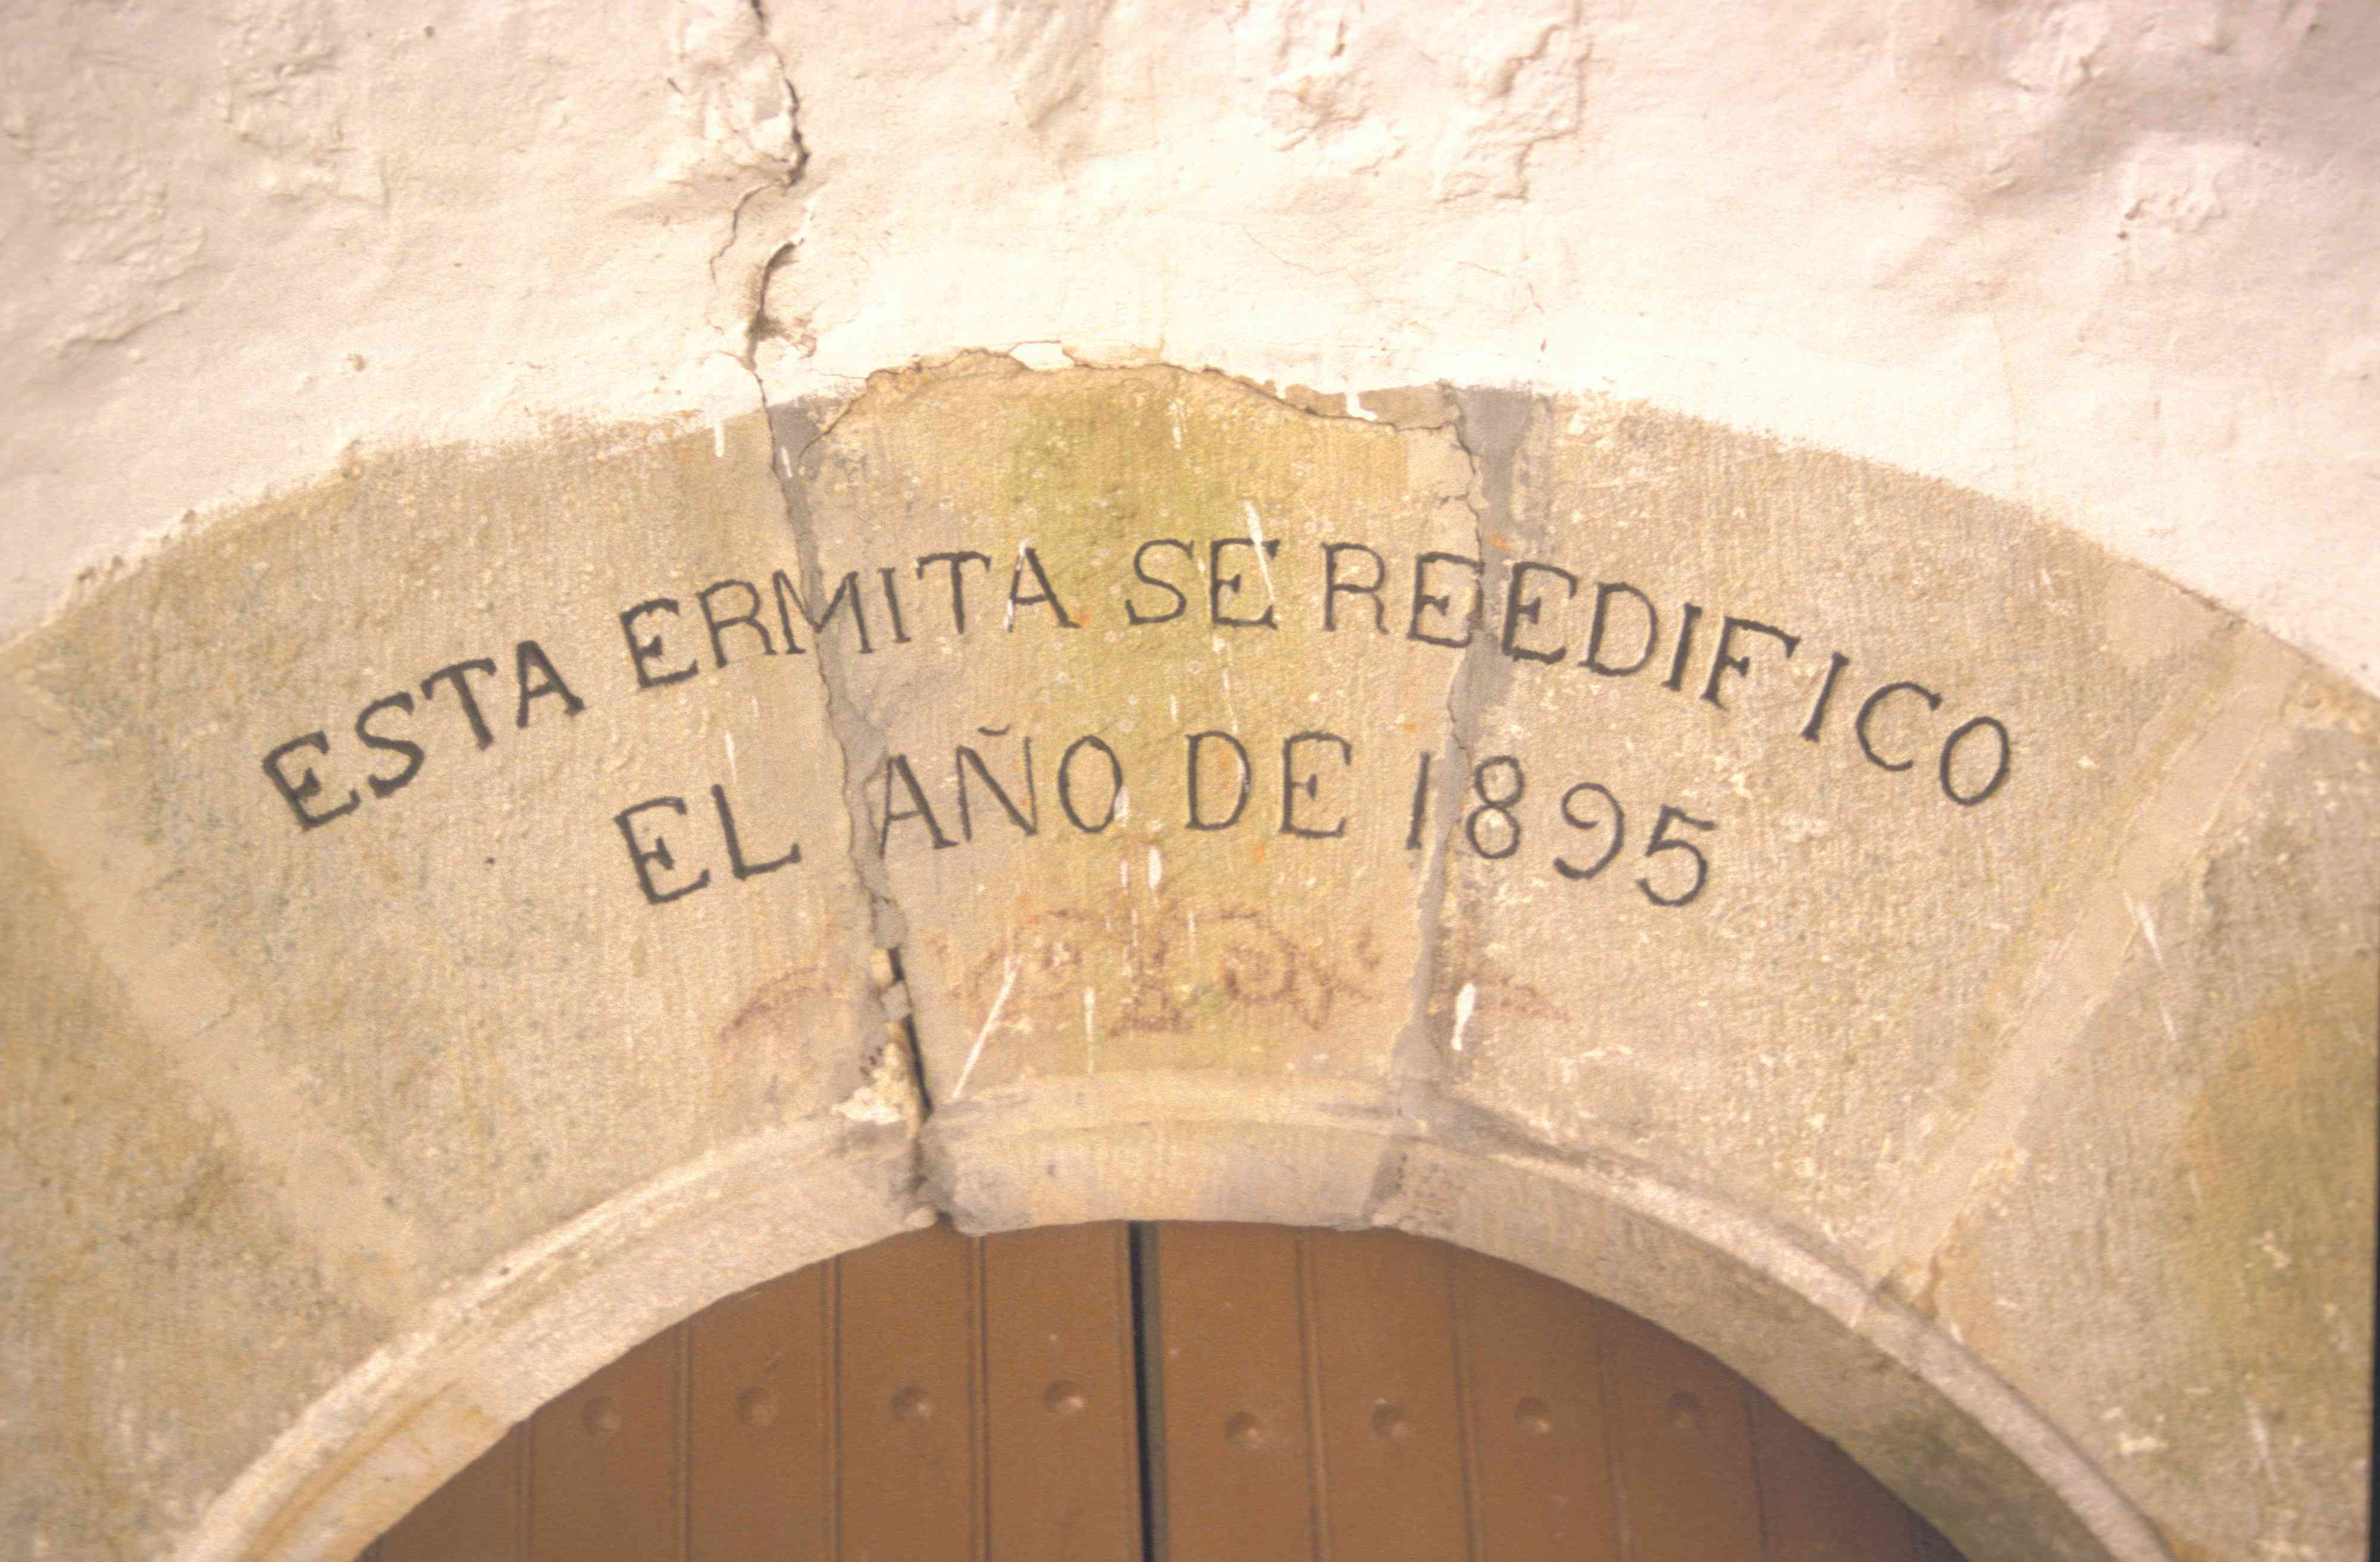 ESTA ERMITA SE REEDIFICO
EL AÑO DE 1895